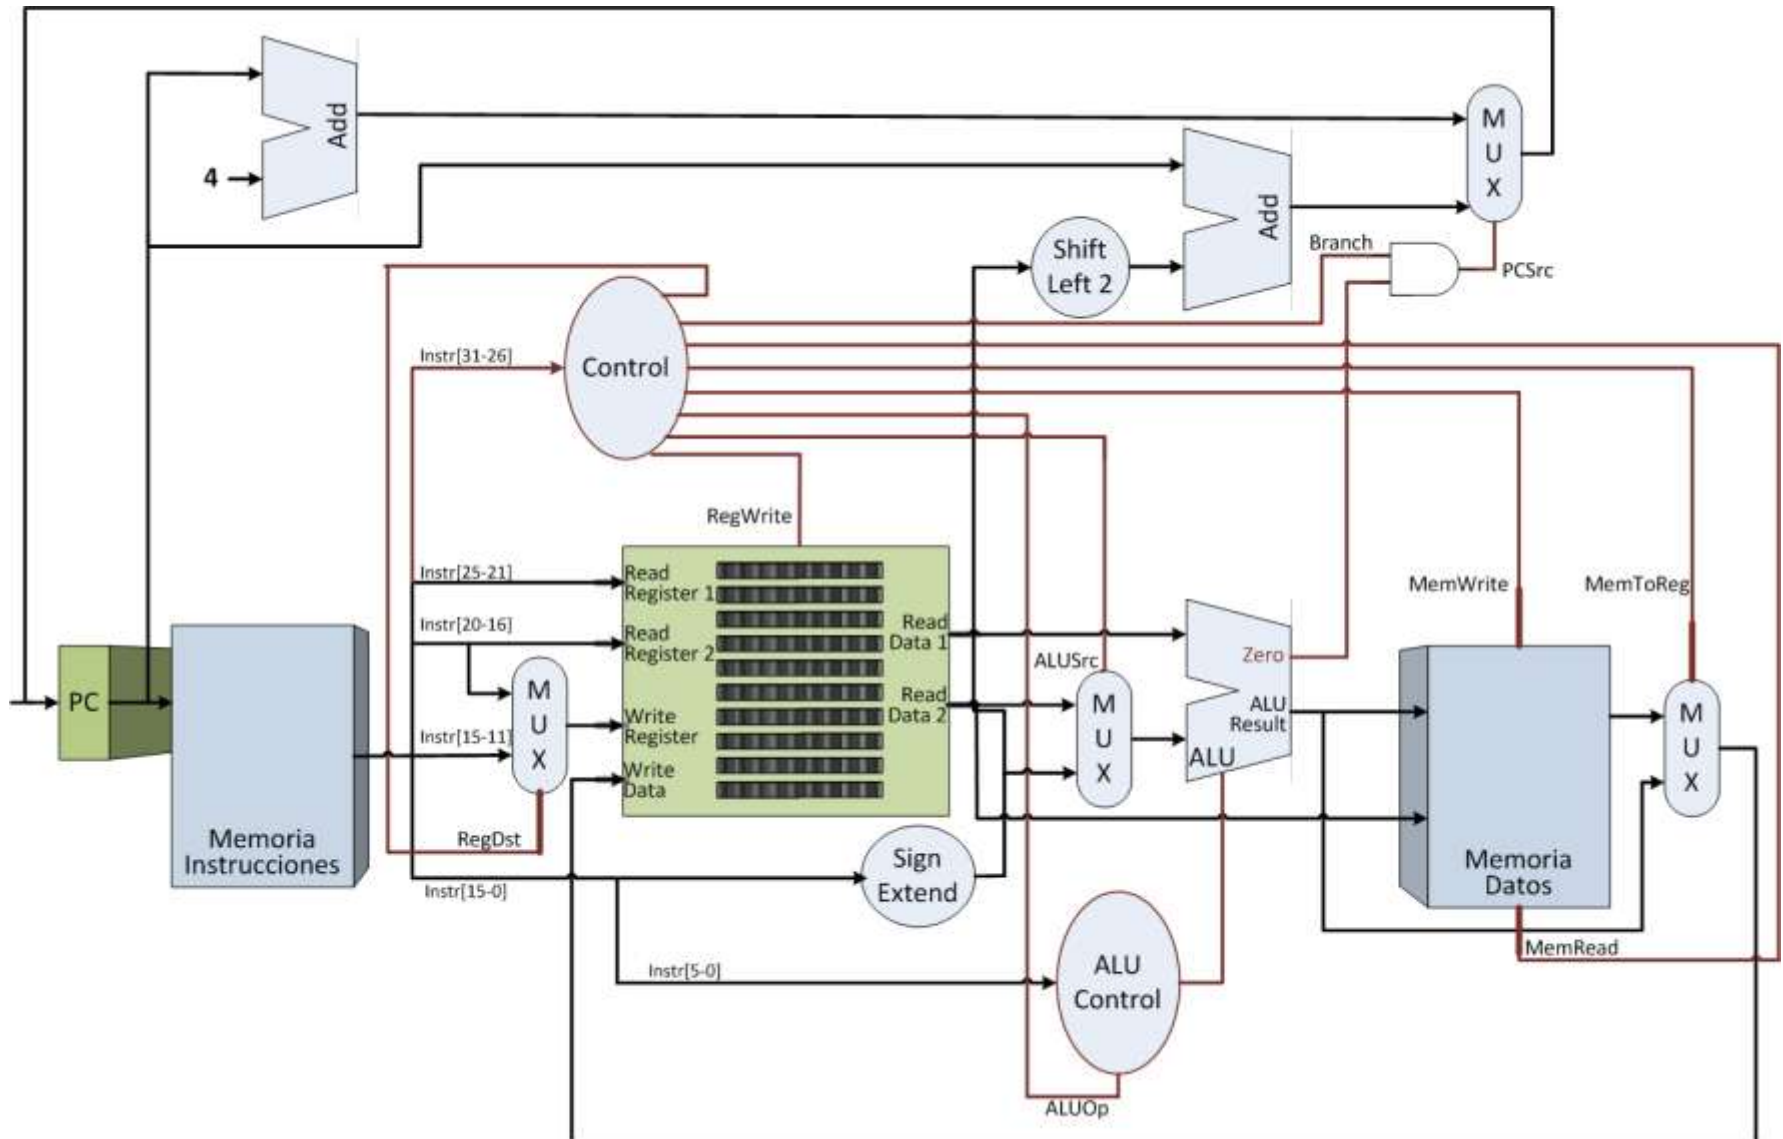 Add
4
M
U
X
Add
Shift
Left 2
Branch
PCSrc
Control
Instr[31-26]
RegWrite
Instr[25-21]
Read
Register 1
Instr[20-16]
Read
Register 2
Read
Data 1
Read
Data 2
MemWrite
MemToReg
ALUSrc
Zero
ALU
Result
ALU
PC
M
U
X
Instr[15-11]
Write
Register
Write
Data
M
U
X
M
U
X
RegDst
Memoria
Instrucciones
Instr[15-0]
Sign
Extend
Memoria
Datos
MemRead
Instr[5-0]
ALU
Control
ALUOp